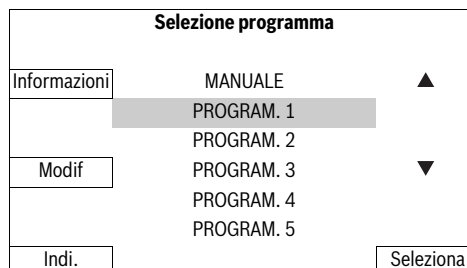 Selezione programma
Informazioni MANUALE ▲
PROGRAM. 1
PROGRAM. 2
Modif PROGRAM. 3 ▼
PROGRAM. 4
PROGRAM. 5
Indi. Seleziona